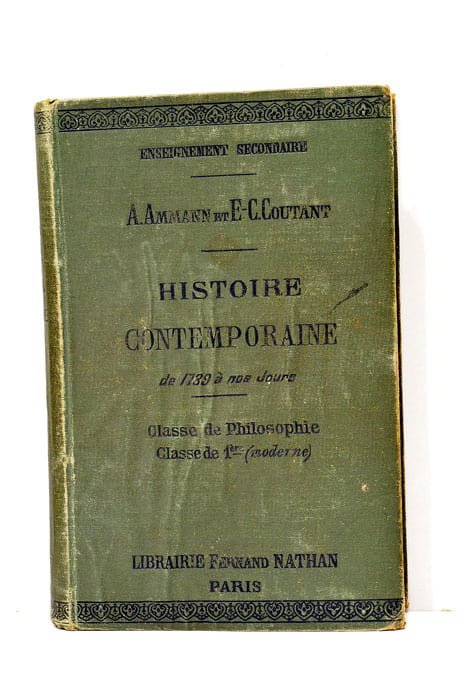 ENSEIGNEMENT SECONDAIRE
A. AMMANN ET E-C. COUTANT
HISTOIRE
CONTEMPORAINE
de 1789 à nos Jours
Classe de Philosophie
Classe de 1ère (moderne)
LIBRAIRIE FERNAND NATHAN
PARIS